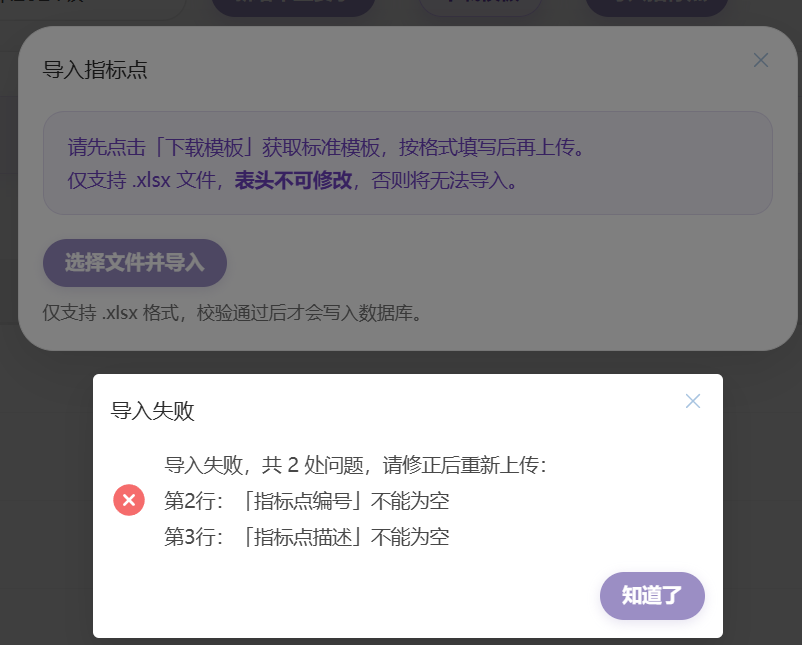 导入指标点
请先点击「下载模板」获取标准模板，按格式填写后再上传。
仅支持 .xlsx 文件，表头不可修改，否则将无法导入。
选择文件并导入
仅支持 .xlsx 格式，校验通过后才会写入数据库。
导入失败
导入失败，共 2 处问题，请修正后重新上传：
第2行：「指标点编号」不能为空
第3行：「指标点描述」不能为空
知道了